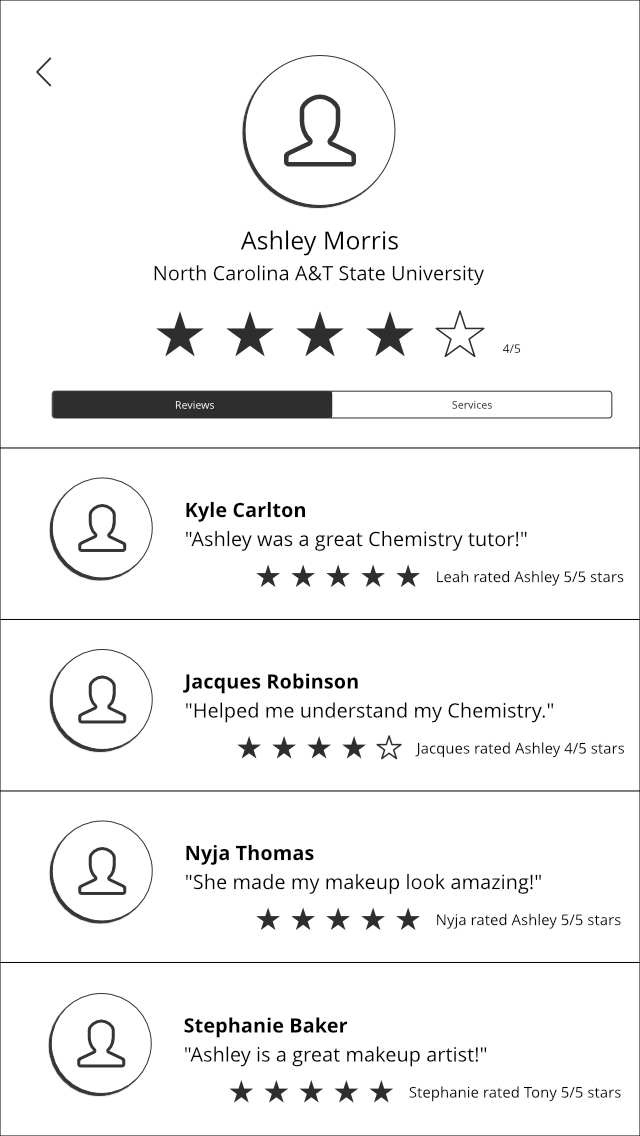 Ashley Morris
North Carolina A&T State University
4/5
Reviews
Services
Kyle Carlton
"Ashley was a great Chemistry tutor!"
Leah rated Ashley 5/5 stars
Jacques Robinson
"Helped me understand my Chemistry."
Jacques rated Ashley 4/5 stars
Nyja Thomas
"She made my makeup look amazing!"
Nyja rated Ashley 5/5 stars
Stephanie Baker
"Ashley is a great makeup artist!"
Stephanie rated Tony 5/5 stars